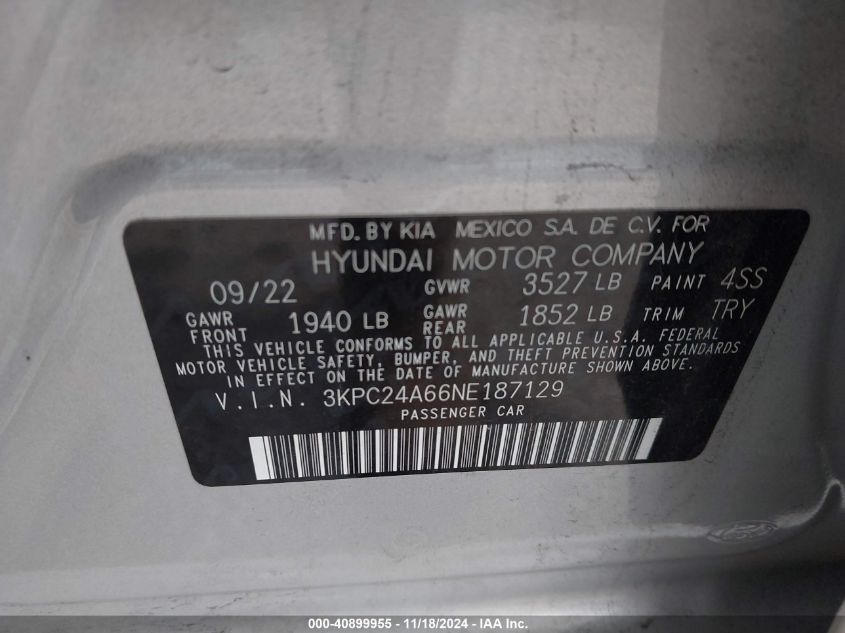 MFD. BY KIA MEXICO S.A. DE C.V. FOR
HYUNDAI MOTOR COMPANY
09/22 GVWR 3527 LB PAINT 4SS
GAWR FRONT 1940 LB GAWR REAR 1852 LB TRIM TRY
THIS VEHICLE CONFORMS TO ALL APPLICABLE U.S.A. FEDERAL
MOTOR VEHICLE SAFETY, BUMPER, AND THEFT PREVENTION STANDARDS
IN EFFECT ON THE DATE OF MANUFACTURE SHOWN ABOVE.
V.I.N. 3KPC24A66NE187129
PASSENGER CAR
000-40899955 - 11/18/2024 - IAA Inc.